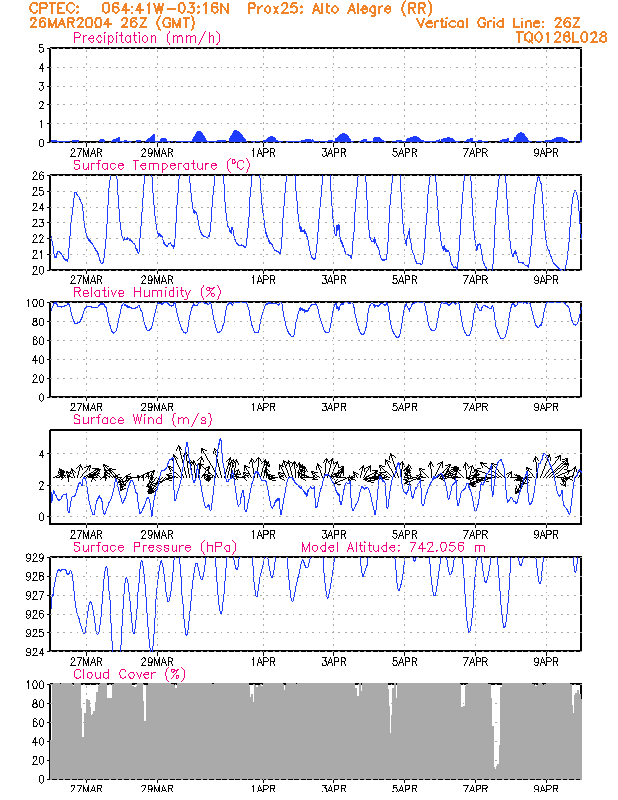 CPTEC: 064:41W-03:16N Prox25: Alto Alegre (RR)
26MAR2004 26Z (GMT) Vertical Grid Line: 26Z
Precipitation (mm/h) TQ0126L028
5
4
3
2
1
0
27MAR 29MAR 1APR 3APR 5APR 7APR 9APR
Surface Temperature (ºC)
26
25
24
23
22
21
20
27MAR 29MAR 1APR 3APR 5APR 7APR 9APR
Relative Humidity (%)
100
80
60
40
20
0
27MAR 29MAR 1APR 3APR 5APR 7APR 9APR
Surface Wind (m/s)
4
2
0
27MAR 29MAR 1APR 3APR 5APR 7APR 9APR
Surface Pressure (hPa) Model Altitude: 742.056 m
929
928
927
926
925
924
27MAR 29MAR 1APR 3APR 5APR 7APR 9APR
Cloud Cover (%)
100
80
60
40
20
0
27MAR 29MAR 1APR 3APR 5APR 7APR 9APR